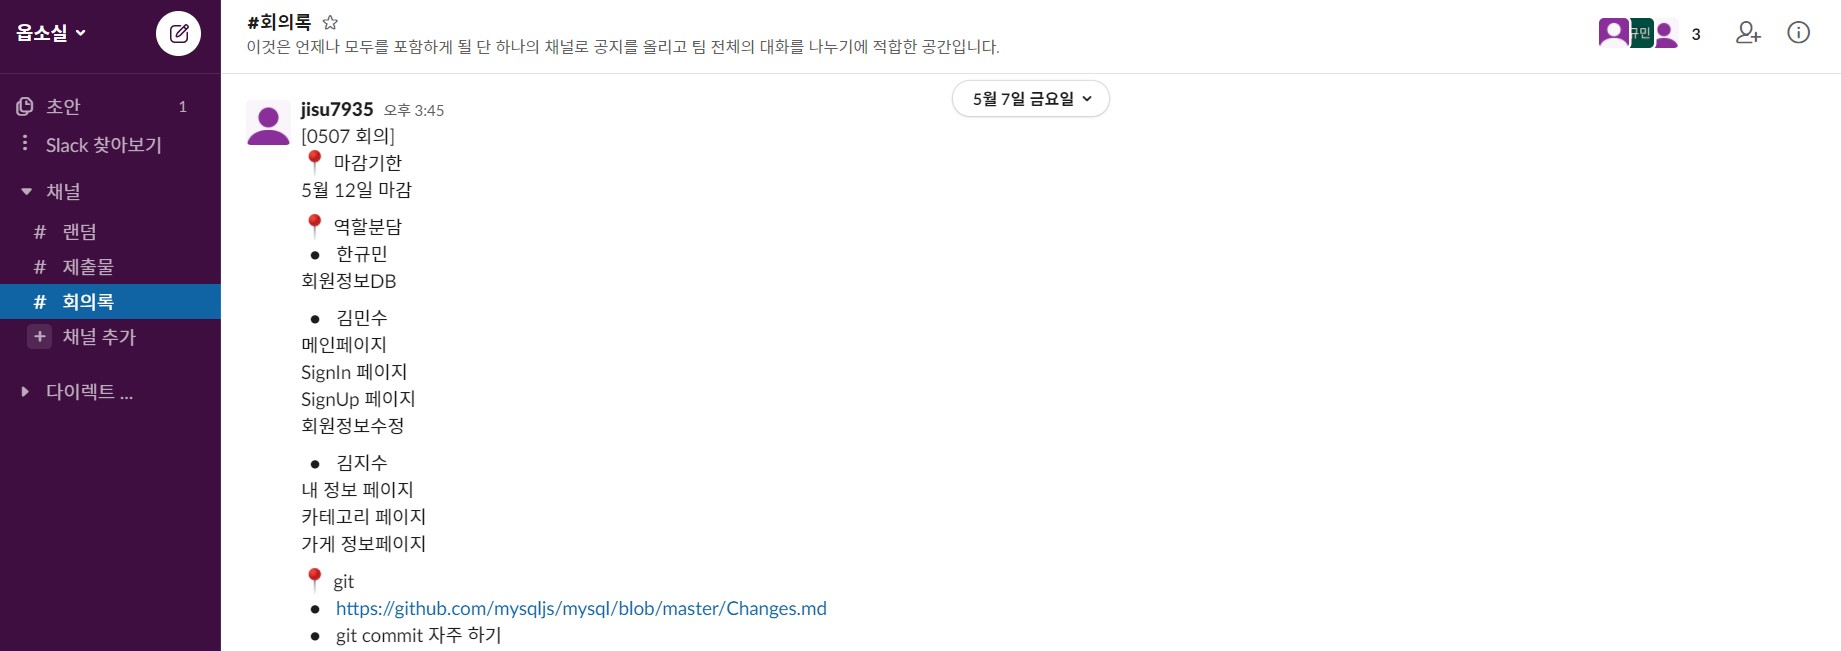 옵소실
초안 1
Slack 찾아보기
채널
# 랜덤
# 제출물
# 회의록
+ 채널 추가
다이렉트 ...
#회의록
이것은 언제나 모두를 포함하게 될 단 하나의 채널로 공지를 올리고 팀 전체의 대화를 나누기에 적합한 공간입니다.
규민 3
5월 7일 금요일
jisu7935 오후 3:45
[0507 회의]
📍 마감기한
5월 12일 마감
📍 역할분담
• 한규민
회원정보DB
• 김민수
메인페이지
SignIn 페이지
SignUp 페이지
회원정보수정
• 김지수
내 정보 페이지
카테고리 페이지
가게 정보페이지
📍 git
• https://github.com/mysqljs/mysql/blob/master/Changes.md
• git commit 자주 하기